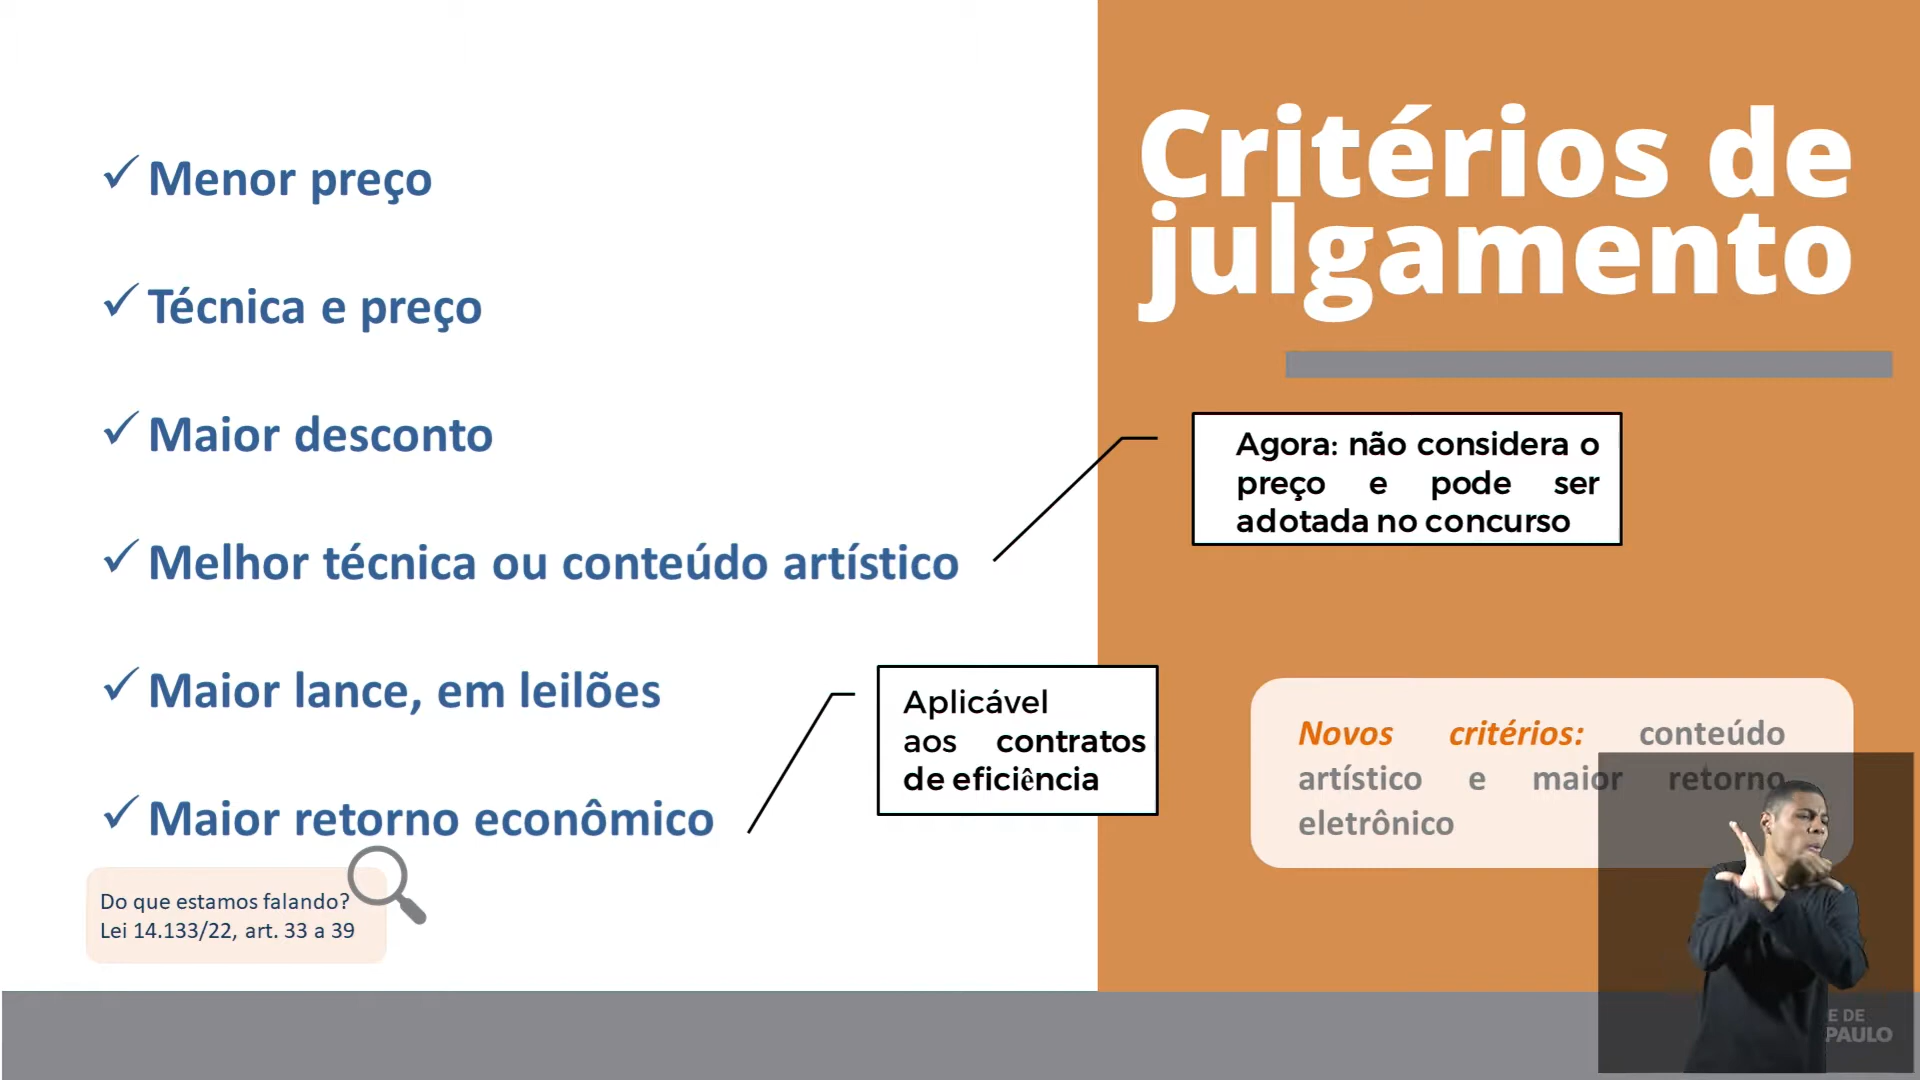 Critérios de
julgamento
Menor preço
Técnica e preço
Maior desconto
Melhor técnica ou conteúdo artístico
Maior lance, em leilões
Maior retorno econômico
Agora: não considera o
preço e pode ser
adotada no concurso
Aplicável
aos contratos
de eficiência
Novos critérios: conteúdo
artístico e maior retorno
eletrônico
Do que estamos falando?
Lei 14.133/22, art. 33 a 39
E DE
PAULO